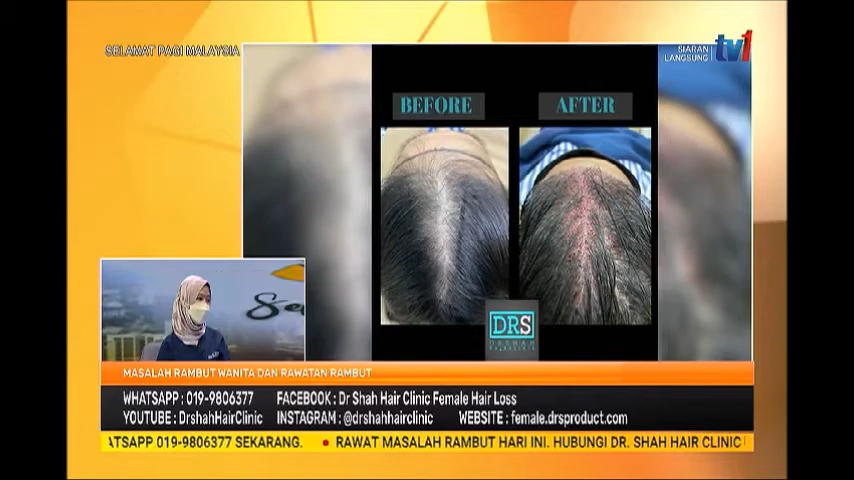 SELAMAT PAGI MALAYSIA
SIARAN
LANGSUNG
tv1
BEFORE
AFTER
DRS
DRSHAH
Se
MASALAH RAMBUT WANITA DAN RAWATAN RAMBUT
WHATSAPP : 019-9806377 FACEBOOK : Dr Shah Hair Clinic Female Hair Loss
YOUTUBE : DrshahHairClinic INSTAGRAM : @drshahhairclinic WEBSITE : female.drsproduct.com
ATSAPP 019-9806377 SEKARANG. • RAWAT MASALAH RAMBUT HARI INI. HUBUNGI DR. SHAH HAIR CLINIC